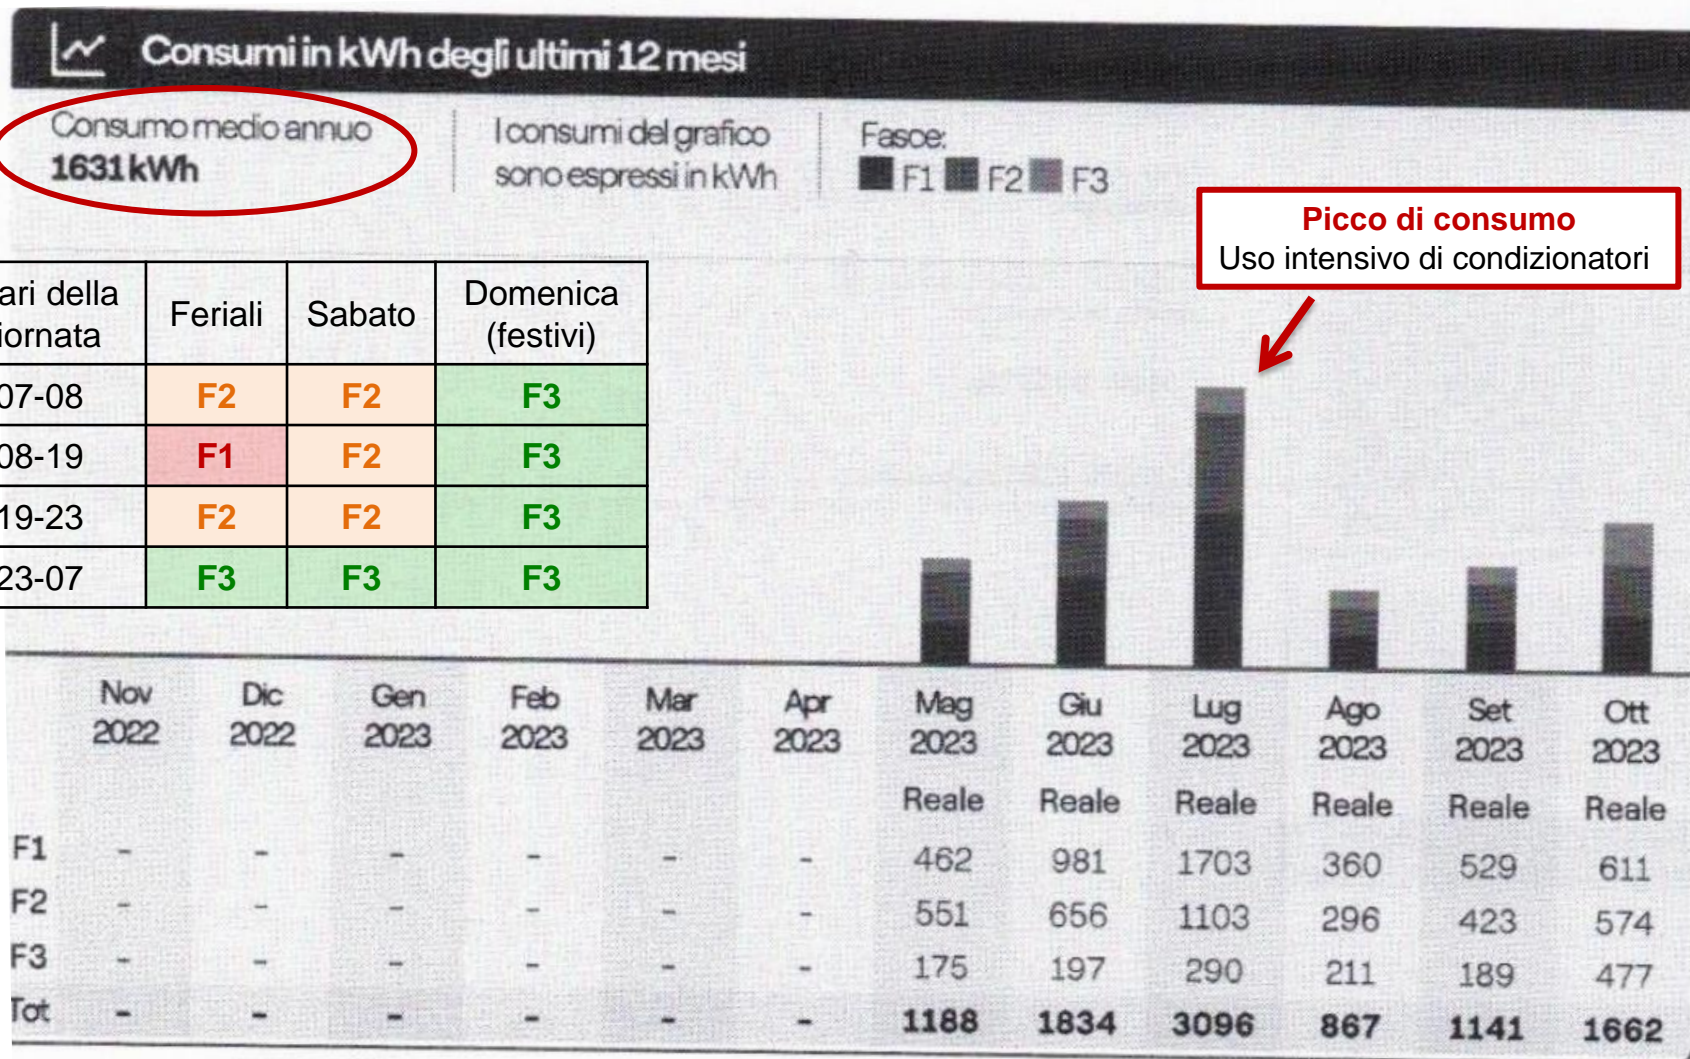 Consumi in kWh degli ultimi 12 mesi
Consumo medio annuo
1631 kWh
I consumi del grafico
sono espressi in kWh
Fasce:
F1 F2 F3
Picco di consumo
Uso intensivo di condizionatori
ari della
iornata
Feriali
Sabato
Domenica
(festivi)
07-08 F2 F2 F3
08-19 F1 F2 F3
19-23 F2 F2 F3
23-07 F3 F3 F3
Nov Dic Gen Feb Mar Apr Mag Giu Lug Ago Set Ott
2022 2022 2023 2023 2023 2023 2023 2023 2023 2023 2023 2023
Reale Reale Reale Reale Reale Reale
F1 - - - - - - 462 981 1703 360 529 611
F2 - - - - - - 551 656 1103 296 423 574
F3 - - - - - - 175 197 290 211 189 477
Tot - - - - - - 1188 1834 3096 867 1141 1662